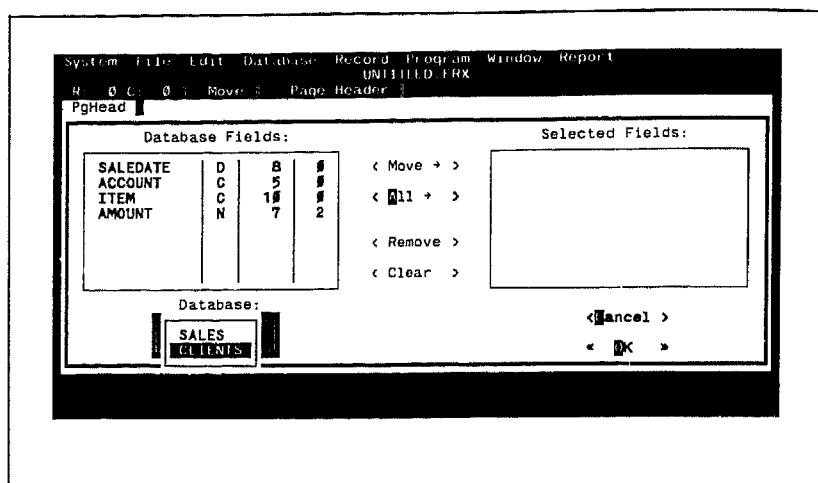 System File Edit Database Record Program Window Report
UNTITLED.FRX
R: 0 C: 0 Move Page Header
PgHead
Database Fields: Selected Fields:
SALEDATE D 8 0
ACCOUNT C 5 0
ITEM C 10 0
AMOUNT N 7 2
< Move → >
< All → >
< Remove >
< Clear >
Database:
SALES
CLIENTS
<Cancel >
« OK »